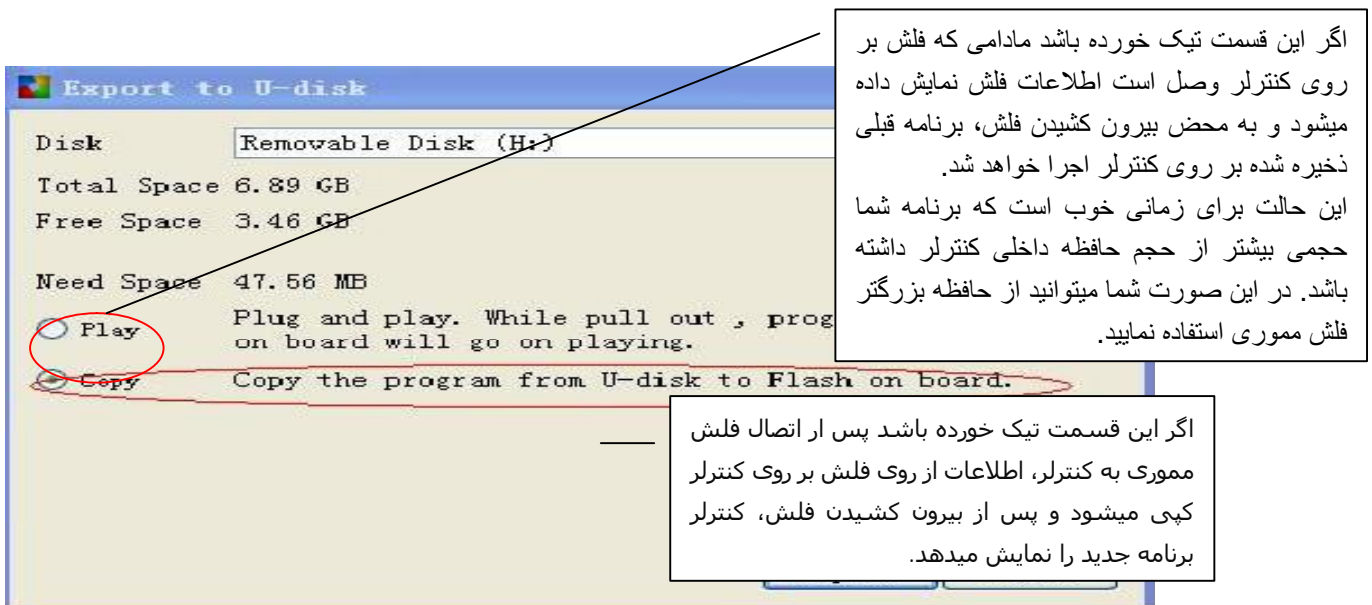 اگر این قسمت تیک خورده باشد مادامی که فلش بر
روی کنترلر وصل است اطلاعات فلش نمایش داده
میشود و به محض بیرون کشیدن فلش، برنامه قبلی
ذخیره شده بر روی کنترلر اجرا خواهد شد.
این حالت برای زمانی خوب است که برنامه شما
حجمی بیشتر از حجم حافظه داخلی کنترلر داشته
باشد. در این صورت شما میتوانید از حافظه بزرگتر
فلش مموری استفاده نمایید.
Export to U-disk
Disk Removable Disk (H:)
Total Space 6.89 GB
Free Space 3.46 GB
Need Space 47.56 MB
Play Plug and play. While pull out , prog
on board will go on playing.
Copy Copy the program from U-disk to Flash on board.
اگر این قسمت تیک خورده باشد پس ار اتصال فلش
مموری به کنترلر، اطلاعات از روی فلش بر روی کنترلر
کپی میشود و پس از بیرون کشیدن فلش، کنترلر
برنامه جدید را نمایش میدهد.